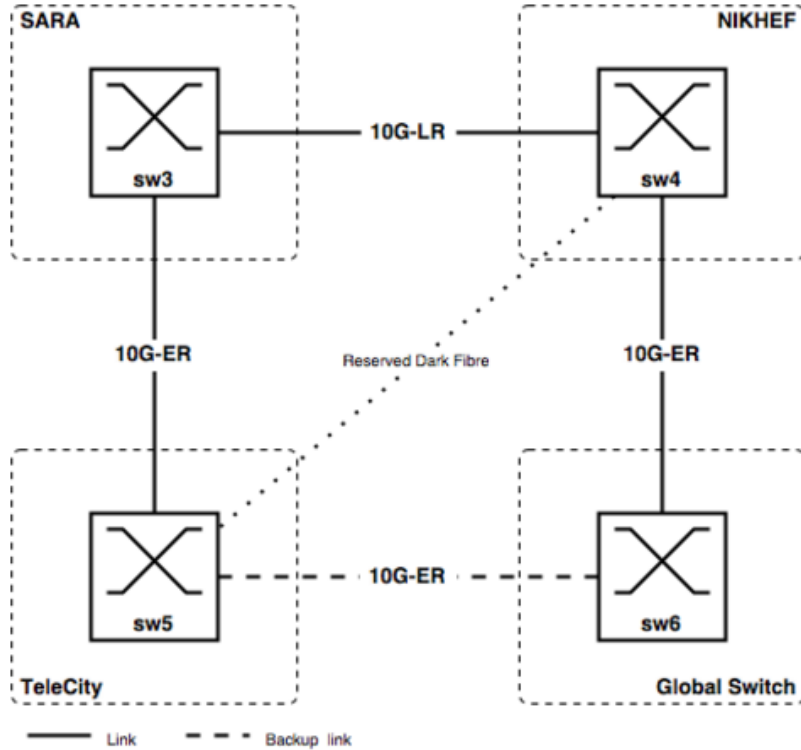 SARA
NIKHEF
10G-LR
sw3
sw4
10G-ER
Reserved Dark Fibre
10G-ER
10G-ER
sw5
sw6
TeleCity
Global Switch
Link
Backup link